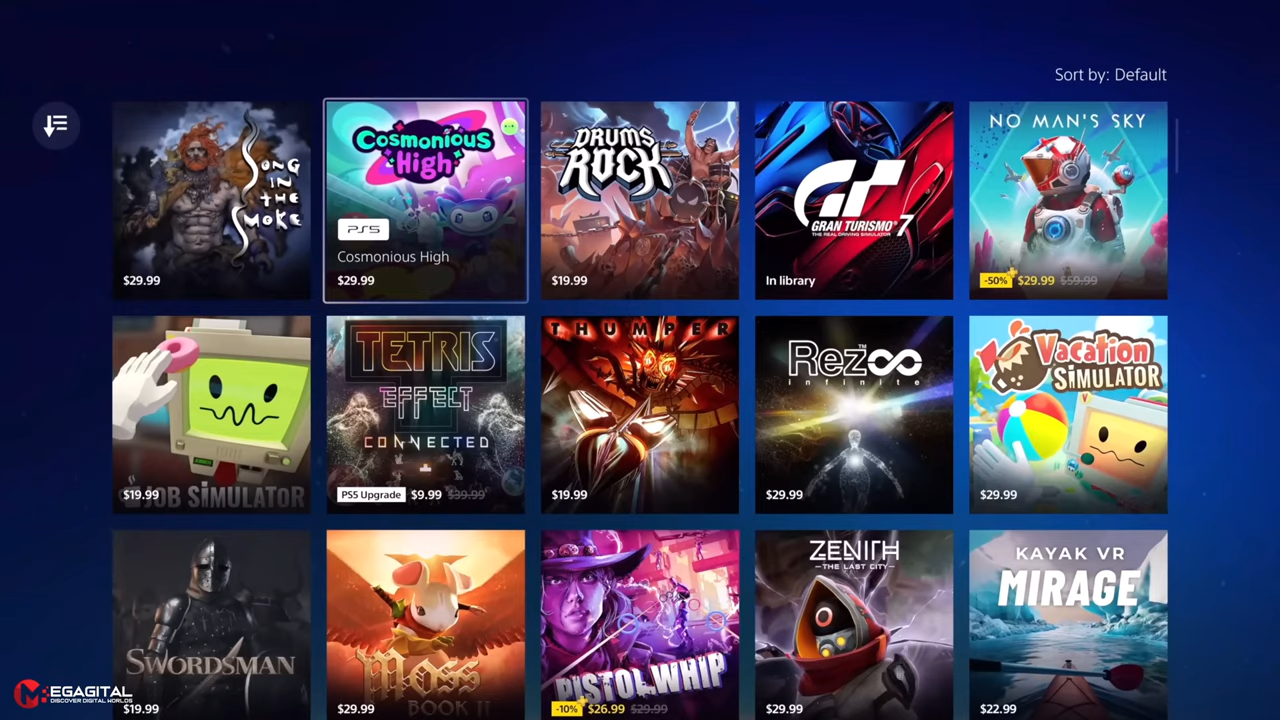 Sort by: Default
SONG
IN
THE
SMOKE
$29.99
Cosmonious
High
PS5
Cosmonious High
$29.99
DRUMS
ROCK
$19.99
GT
GRAN TURISMO 7
THE REAL DRIVING SIMULATOR
In library
NO MAN'S SKY
-50% $29.99 $59.99
JOB SIMULATOR
$19.99
TETRIS
EFFECT
CONNECTED
PS5 Upgrade $9.99 $39.99
THUMPER
$19.99
Rez™
infinite
$29.99
Vacation
SIMULATOR
$29.99
SWORDSMAN
$19.99
MOSS
BOOK II
$29.99
PISTOL WHIP
-10% $26.99 $29.99
ZENITH
THE LAST CITY
$29.99
KAYAK VR
MIRAGE
$22.99
MEGAGITAL
DISCOVER DIGITAL WORLDS